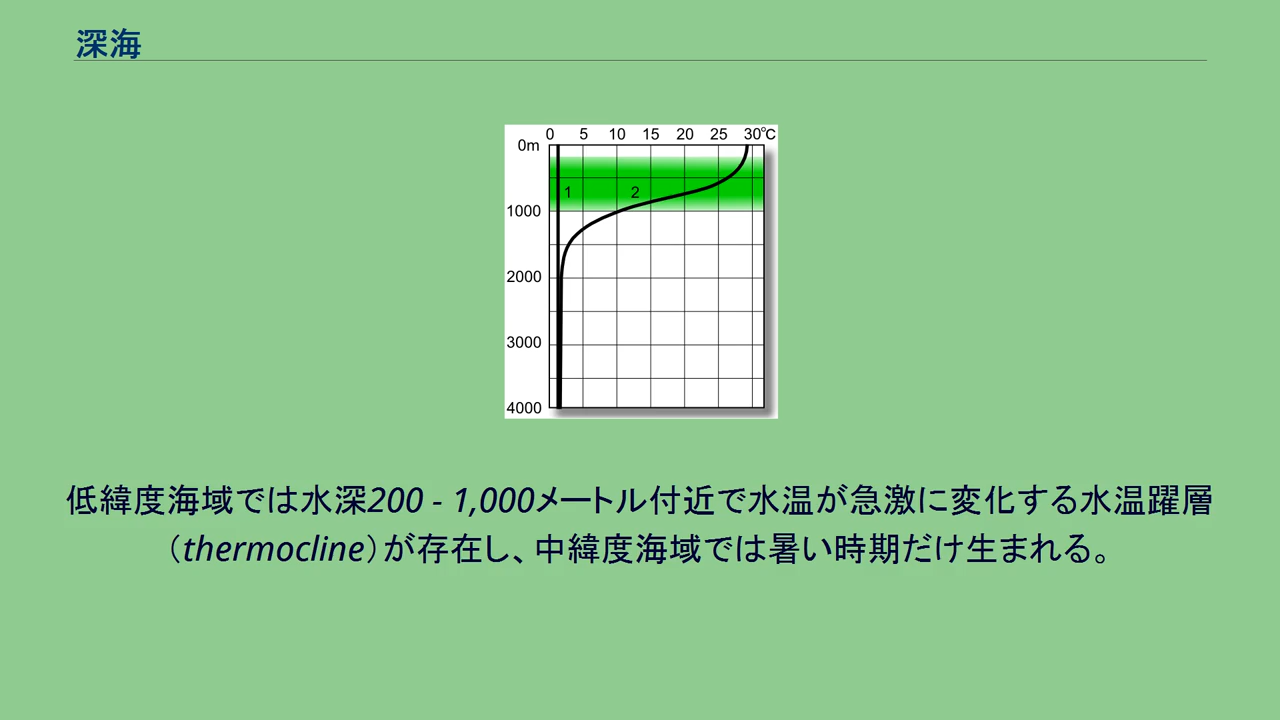 深海
0 5 10 15 20 25 30℃
0m
1 2
1000
2000
3000
4000
低緯度海域では水深200 - 1,000メートル付近で水温が急激に変化する水温躍層
（thermocline）が存在し、中緯度海域では暑い時期だけ生まれる。